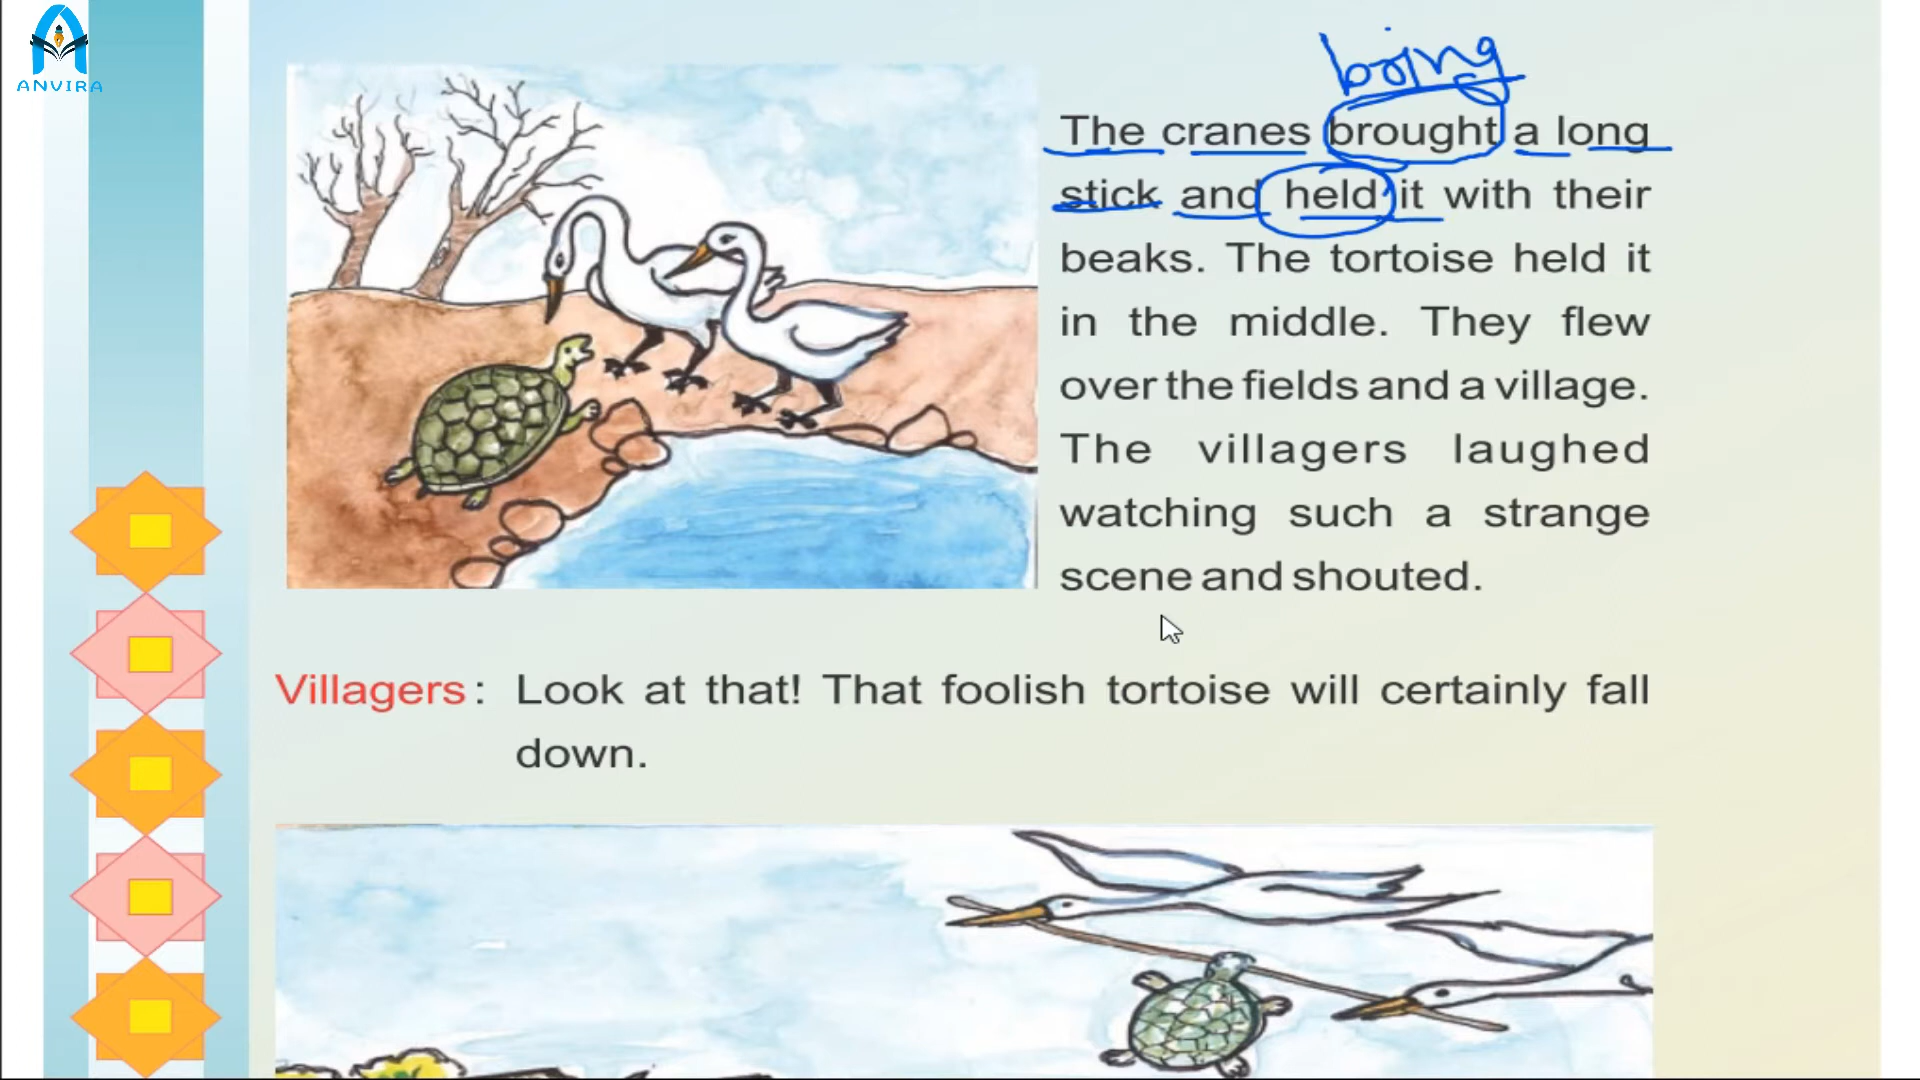 ANVIRA
bring
The cranes brought a long
stick and held it with their
beaks. The tortoise held it
in the middle. They flew
over the fields and a village.
The villagers laughed
watching such a strange
scene and shouted.
Villagers : Look at that! That foolish tortoise will certainly fall
down.